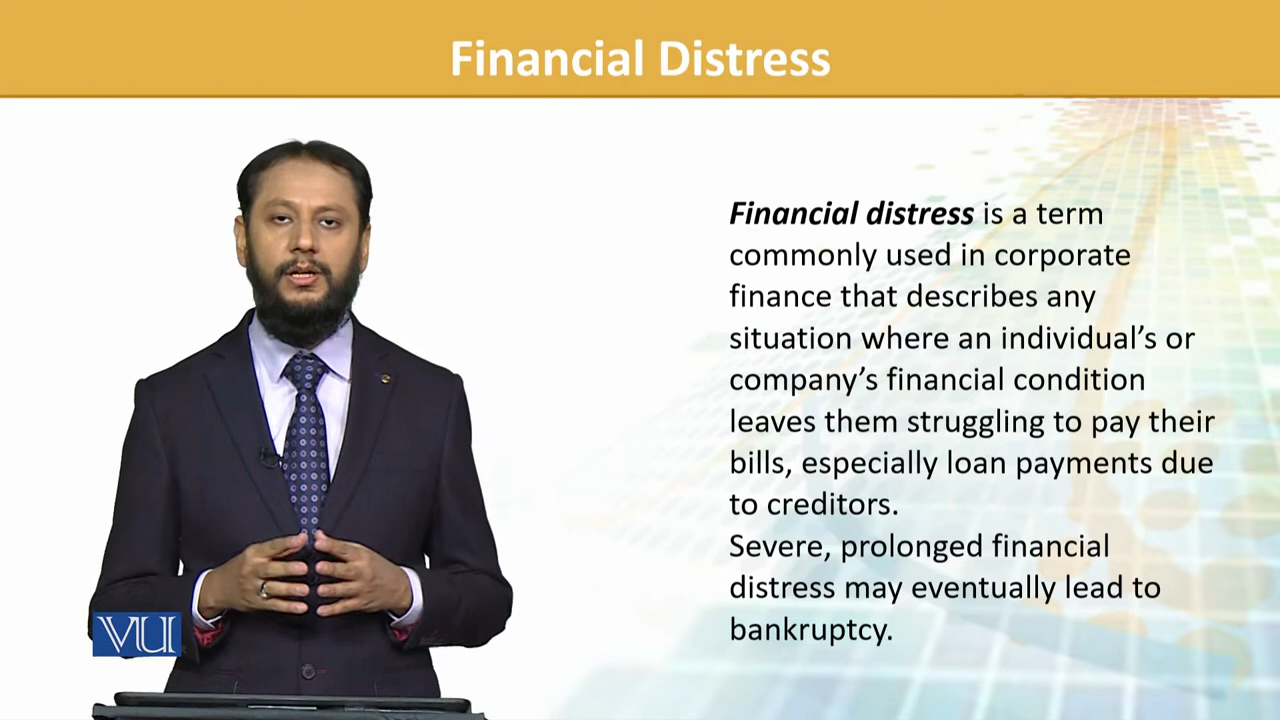 Financial Distress
Financial distress is a term
commonly used in corporate
finance that describes any
situation where an individual’s or
company’s financial condition
leaves them struggling to pay their
bills, especially loan payments due
to creditors.
Severe, prolonged financial
distress may eventually lead to
bankruptcy.
VU